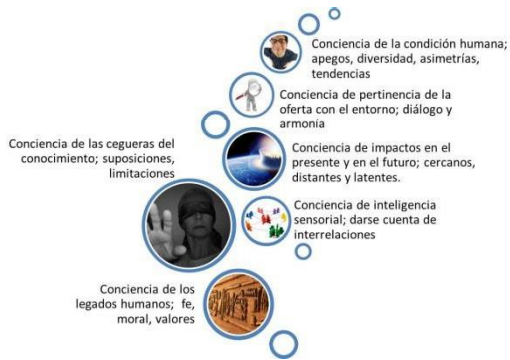 Conciencia de la condición humana;
apegos, diversidad, asimetrías,
tendencias
Conciencia de pertinencia de la
oferta con el entorno; diálogo y
armonía
Conciencia de las cegueras del
conocimiento; suposiciones,
limitaciones
Conciencia de impactos en el
presente y en el futuro; cercanos,
distantes y latentes.
Conciencia de inteligencia
sensorial; darse cuenta de
interrelaciones
Conciencia de los
legados humanos;  fe,
moral, valores